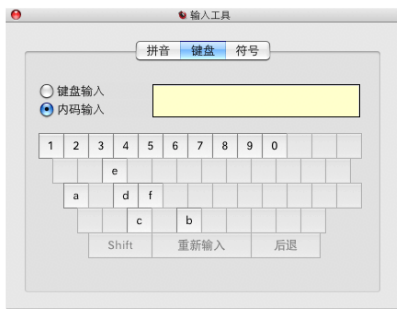 输入工具
拼音 键盘 符号
键盘输入
内码输入
1 2 3 4 5 6 7 8 9 0
e
a d f
c b
Shift 重新输入 后退